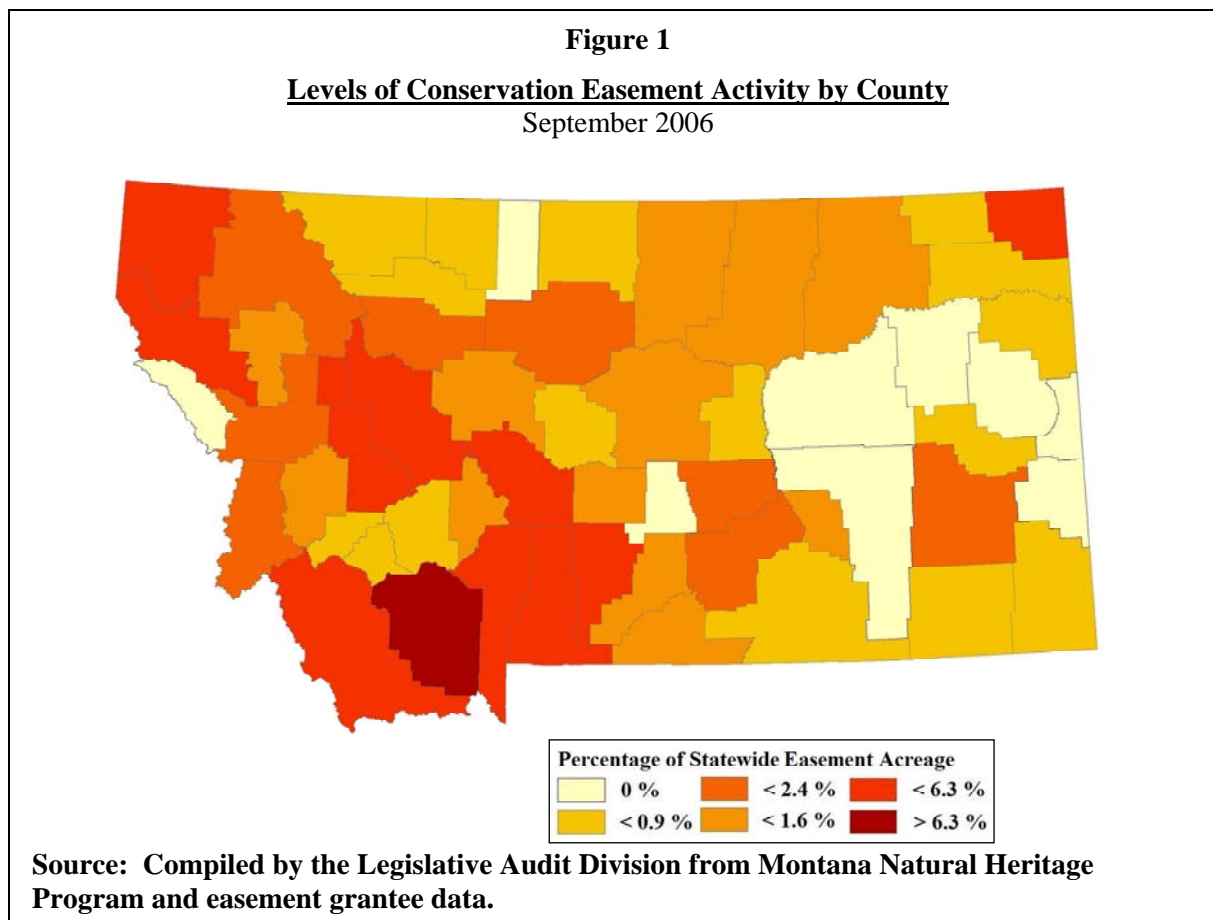 Figure 1
Levels of Conservation Easement Activity by County
September 2006
Percentage of Statewide Easement Acreage
0 % < 2.4 % < 6.3 %
< 0.9 % < 1.6 % > 6.3 %
Source: Compiled by the Legislative Audit Division from Montana Natural Heritage
Program and easement grantee data.